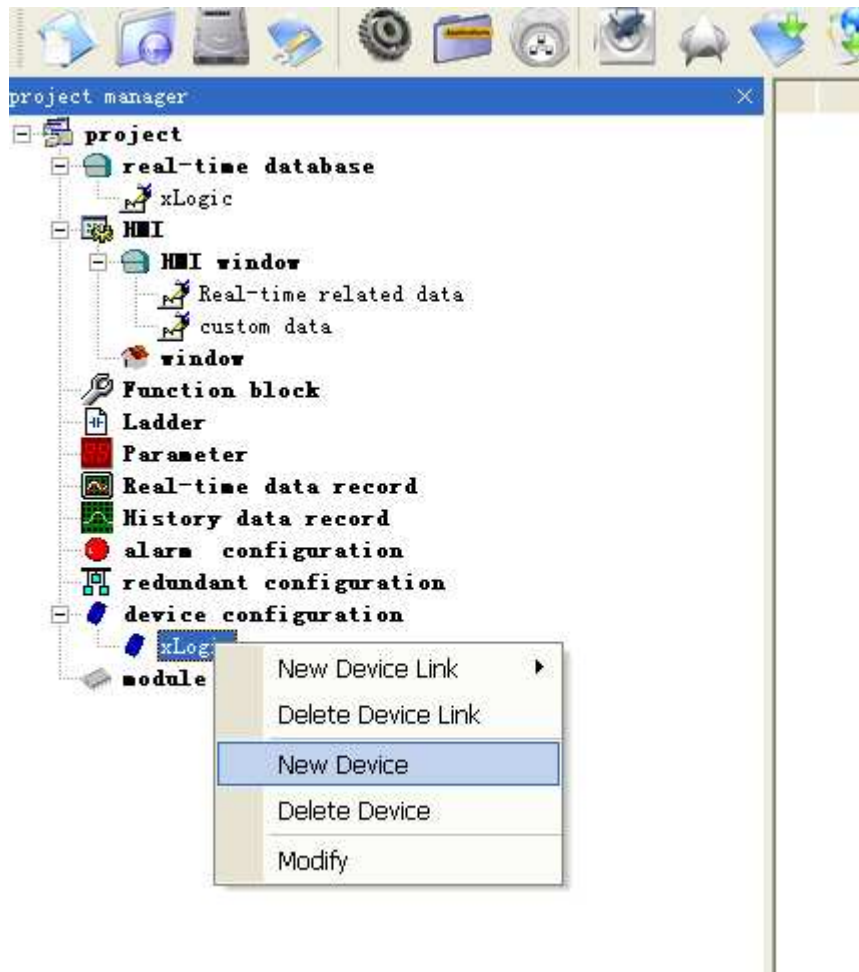 project manager
project
real-time database
xLogic
HMI
HMI window
Real-time related data
custom data
window
Function block
Ladder
Parameter
Real-time data record
History data record
alarm configuration
redundant configuration
device configuration
xLogi
module
New Device Link
Delete Device Link
New Device
Delete Device
Modify